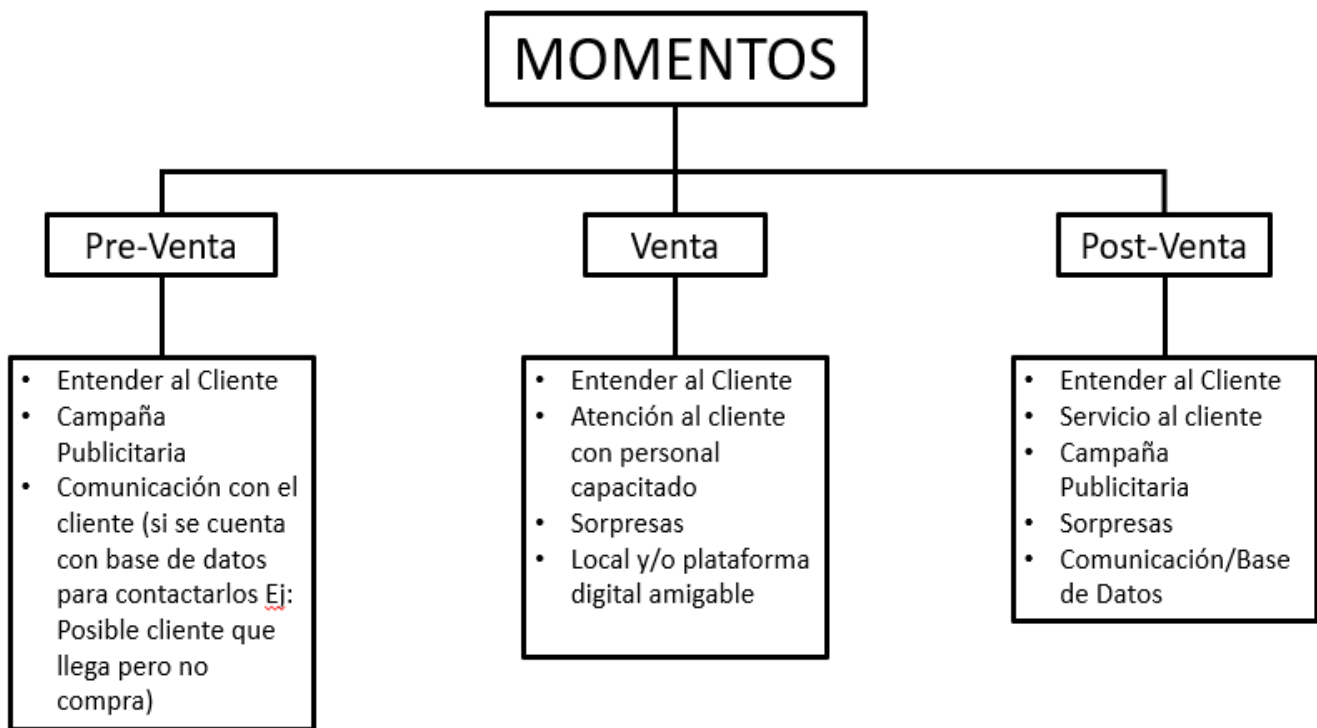 MOMENTOS
Pre-Venta
Venta
Post-Venta
• Entender al Cliente
• Campaña
Publicitaria
• Comunicación con el
cliente (si se cuenta
con base de datos
para contactarlos Ej:
Posible cliente que
llega pero no
compra)
• Entender al Cliente
• Atención al cliente
con personal
capacitado
• Sorpresas
• Local y/o plataforma
digital amigable
• Entender al Cliente
• Servicio al cliente
• Campaña
Publicitaria
• Sorpresas
• Comunicación/Base
de Datos